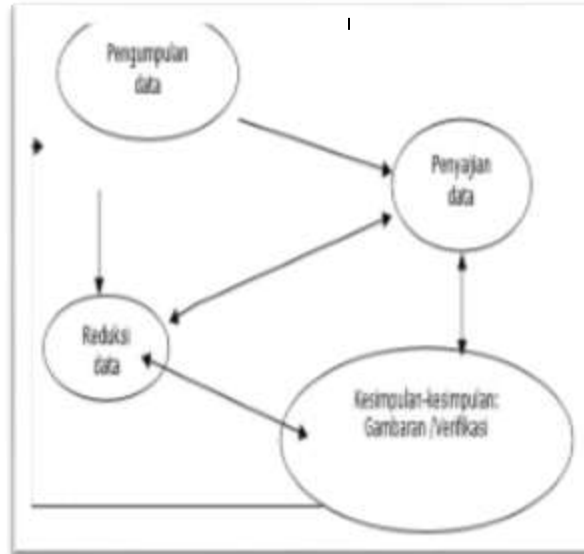 Pengumpulan
data
Penyajian
data
Reduksi
data
Kesimpulan-kesimpulan:
Gambaran /Verifikasi